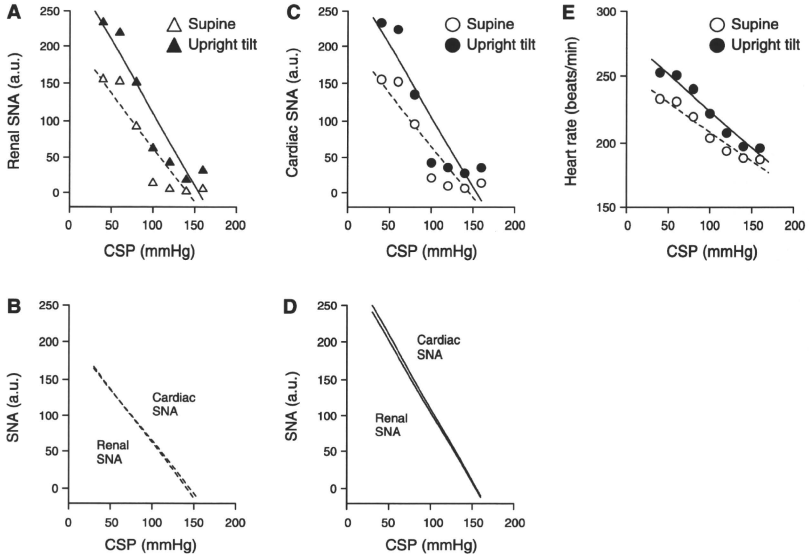 A
Supine
Upright tilt
Renal SNA (a.u.)
250
200
150
100
50
0
0 50 100 150 200
CSP (mmHg)
C
Supine
Upright tilt
Cardiac SNA (a.u.)
250
200
150
100
50
0
0 50 100 150 200
CSP (mmHg)
E
Supine
Upright tilt
Heart rate (beats/min)
300
250
200
150
0 50 100 150 200
CSP (mmHg)
B
SNA (a.u.)
250
200
150
100
50
0
Cardiac
SNA
Renal
SNA
0 50 100 150 200
CSP (mmHg)
D
SNA (a.u.)
250
200
150
100
50
0
Cardiac
SNA
Renal
SNA
0 50 100 150 200
CSP (mmHg)